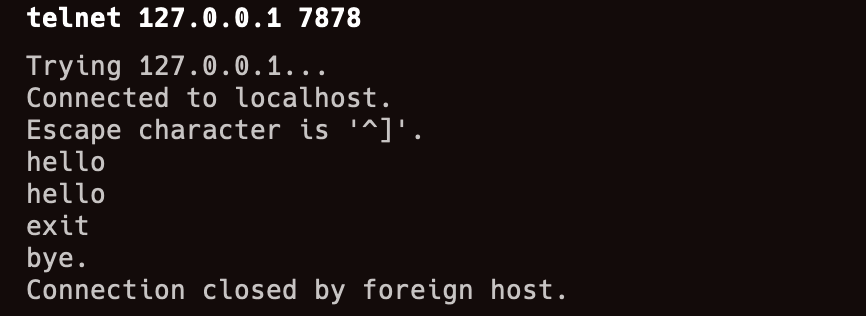 telnet 127.0.0.1 7878
Trying 127.0.0.1...
Connected to localhost.
Escape character is '^]'.
hello
hello
exit
bye.
Connection closed by foreign host.